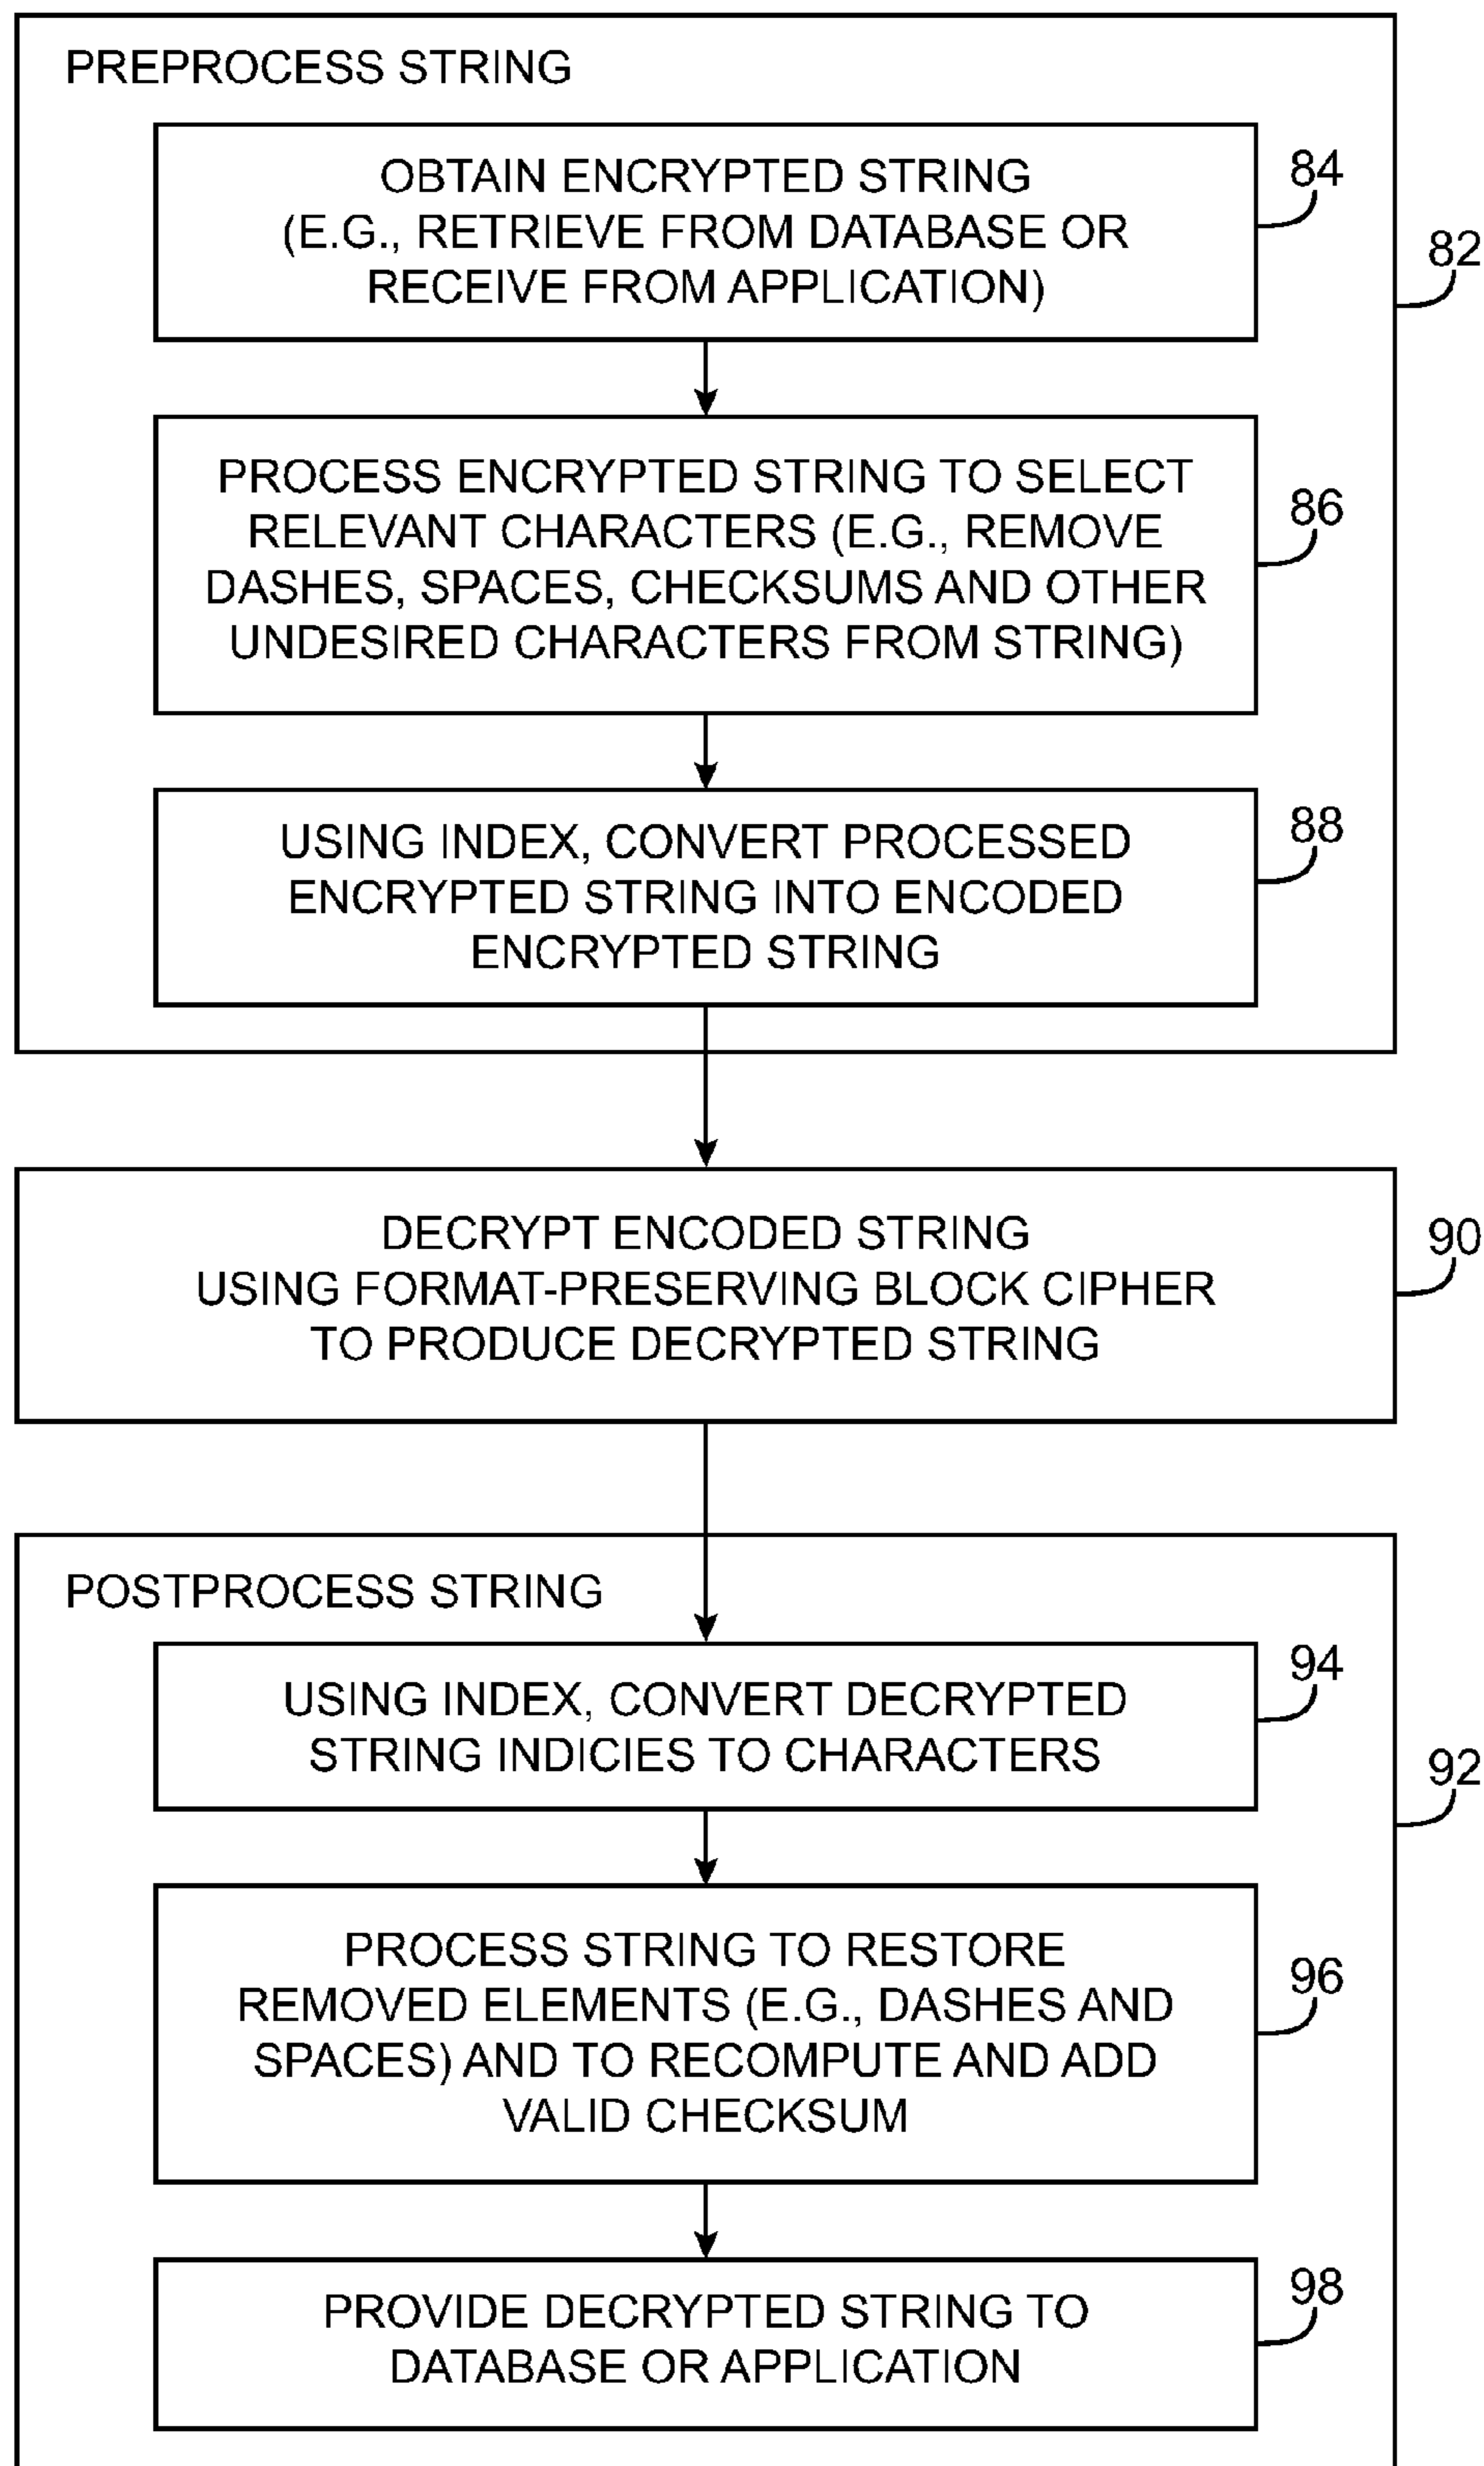 PREPROCESS STRING
OBTAIN ENCRYPTED STRING
(E.G., RETRIEVE FROM DATABASE OR
RECEIVE FROM APPLICATION)
84
82
PROCESS ENCRYPTED STRING TO SELECT
RELEVANT CHARACTERS (E.G., REMOVE
DASHES, SPACES, CHECKSUMS AND OTHER
UNDESIRED CHARACTERS FROM STRING)
86
USING INDEX, CONVERT PROCESSED
ENCRYPTED STRING INTO ENCODED
ENCRYPTED STRING
88
DECRYPT ENCODED STRING
USING FORMAT-PRESERVING BLOCK CIPHER
TO PRODUCE DECRYPTED STRING
90
POSTPROCESS STRING
USING INDEX, CONVERT DECRYPTED
STRING INDICIES TO CHARACTERS
94
92
PROCESS STRING TO RESTORE
REMOVED ELEMENTS (E.G., DASHES AND
SPACES) AND TO RECOMPUTE AND ADD
VALID CHECKSUM
96
PROVIDE DECRYPTED STRING TO
DATABASE OR APPLICATION
98